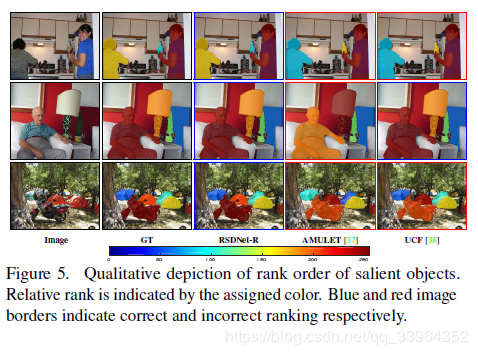 Image GT RSDNet-R AMULET [37] UCF [38]
0 50 100 150 200 250
Figure 5. Qualitative depiction of rank order of salient objects.
Relative rank is indicated by the assigned color. Blue and red image
borders indicate correct and incorrect ranking respectively.
https://blog.csdn.net/qq_33964352